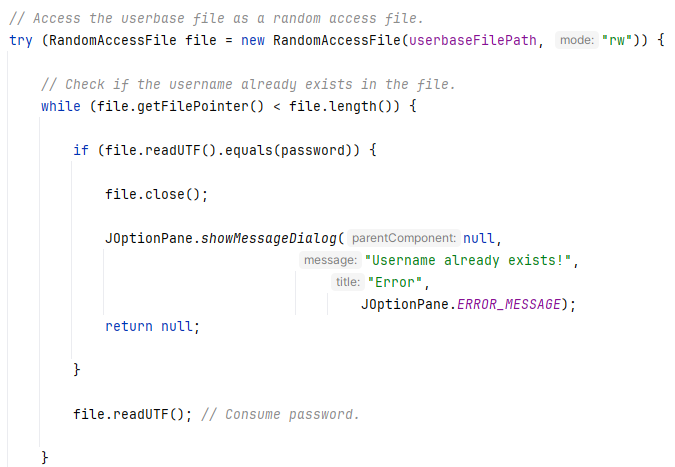 // Access the userbase file as a random access file.
try (RandomAccessFile file = new RandomAccessFile(userbaseFilePath, mode: "rw")) {
// Check if the username already exists in the file.
while (file.getFilePointer() < file.length()) {
if (file.readUTF().equals(password)) {
file.close();
JOptionPane.showMessageDialog( parentComponent: null,
message: "Username already exists!",
title: "Error",
JOptionPane.ERROR_MESSAGE);
return null;
}
file.readUTF(); // Consume password.
}